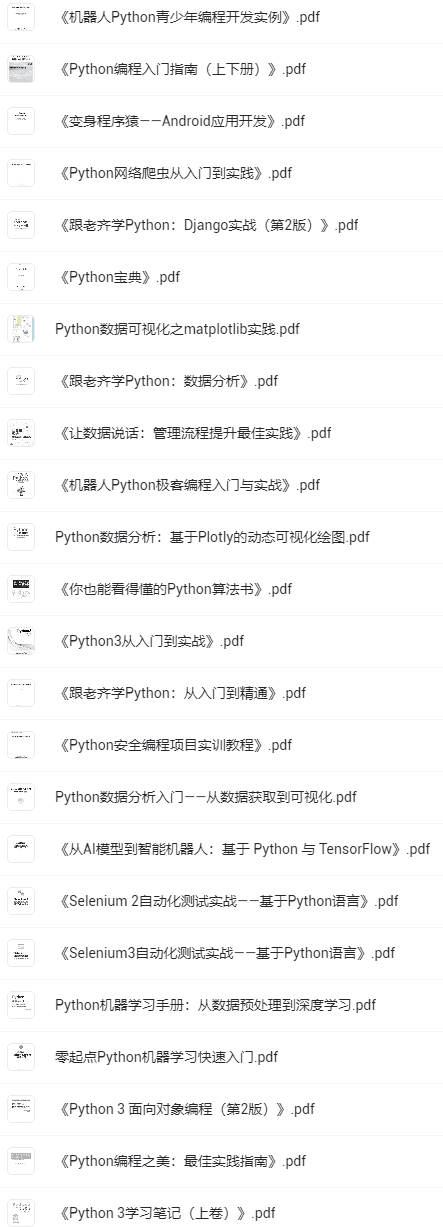 《机器人Python青少年编程开发实例》.pdf
《Python编程入门指南（上下册）》.pdf
《变身程序猿——Android应用开发》.pdf
《Python网络爬虫从入门到实践》.pdf
《跟老齐学Python：Django实战（第2版）》.pdf
《Python宝典》.pdf
Python数据可视化之matplotlib实践.pdf
《跟老齐学Python：数据分析》.pdf
《让数据说话：管理流程提升最佳实践》.pdf
《机器人Python极客编程入门与实战》.pdf
Python数据分析：基于Plotly的动态可视化绘图.pdf
《你也能看得懂的Python算法书》.pdf
《Python3从入门到实战》.pdf
《跟老齐学Python：从入门到精通》.pdf
《Python安全编程项目实训教程》.pdf
Python数据分析入门——从数据获取到可视化.pdf
《从AI模型到智能机器人：基于 Python 与 TensorFlow》.pdf
《Selenium 2自动化测试实战——基于Python语言》.pdf
《Selenium3自动化测试实战——基于Python语言》.pdf
Python机器学习手册：从数据预处理到深度学习.pdf
零起点Python机器学习快速入门.pdf
《Python 3 面向对象编程（第2版）》.pdf
《Python编程之美：最佳实践指南》.pdf
《Python 3学习笔记（上卷）》.pdf